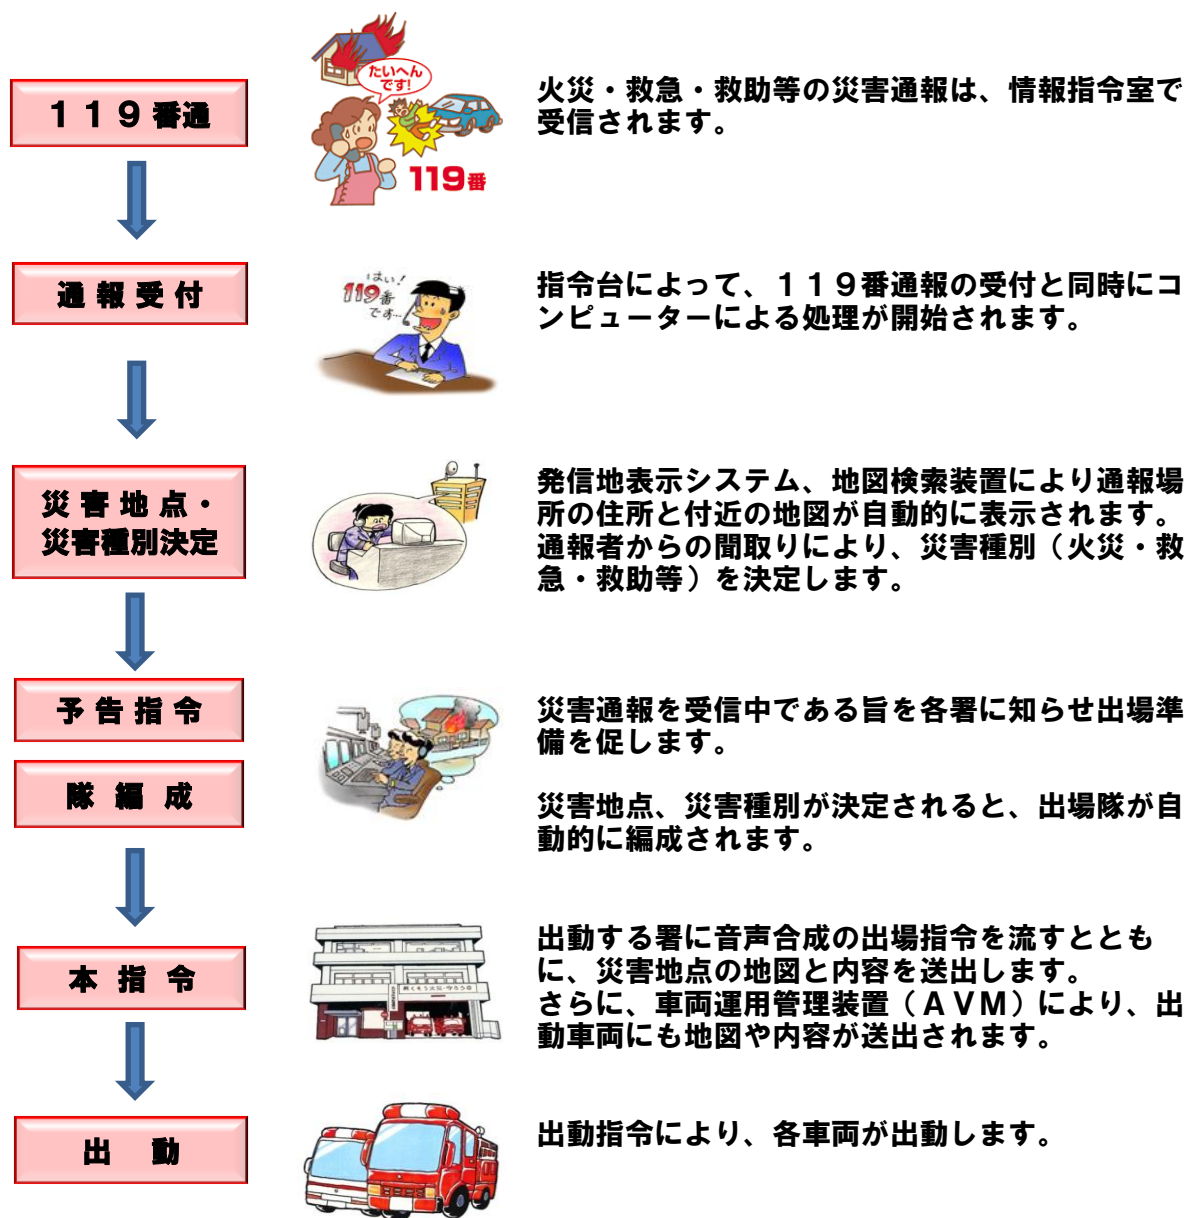 119番通
たいへん
です!
119番
火災・救急・救助等の災害通報は、情報指令室で
受信されます。
通報受付
はい!
119番
です…
指令台によって、119番通報の受付と同時にコ
ンピューターによる処理が開始されます。
災害地点・
災害種別決定
発信地表示システム、地図検索装置により通報場
所の住所と付近の地図が自動的に表示されます。
通報者からの聞取りにより、災害種別(火災・救
急・救助等)を決定します。
予告指令
隊編成
災害通報を受信中である旨を各署に知らせ出場準
備を促します。
災害地点、災害種別が決定されると、出場隊が自
動的に編成されます。
本指令
出動する署に音声合成の出場指令を流すととも
に、災害地点の地図と内容を送出します。
さらに、車両運用管理装置(AVM)により、出
動車両にも地図や内容が送出されます。
出動
出動指令により、各車両が出動します。